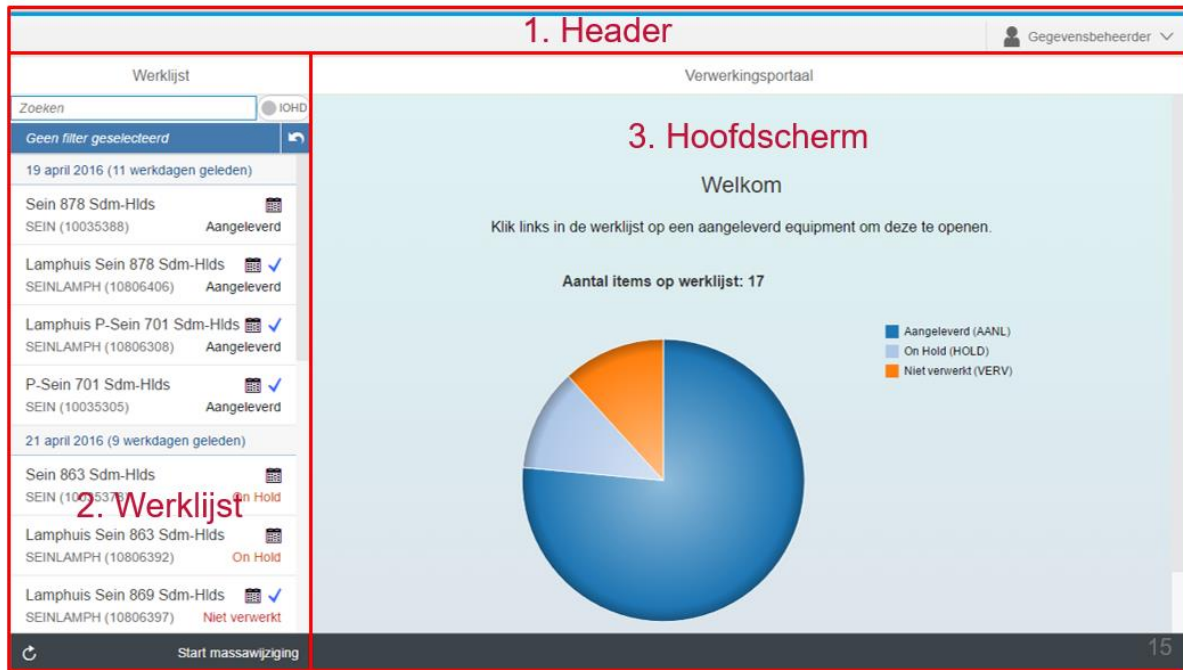 1. Header
Gegevensbeheerder
Werklijst
Verwerkingsportaal
Zoeken
IOHD
Geen filter geselecteerd
19 april 2016 (11 werkdagen geleden)
Sein 878 Sdm-Hlds
SEIN (10035388) Aangeleverd
Lamphuis Sein 878 Sdm-Hlds
SEINLAMPH (10806406) Aangeleverd
Lamphuis P-Sein 701 Sdm-Hlds
SEINLAMPH (10806308) Aangeleverd
P-Sein 701 Sdm-Hlds
SEIN (10035305) Aangeleverd
21 april 2016 (9 werkdagen geleden)
Sein 863 Sdm-Hlds
SEIN On Hold
2. Werklijst
Lamphuis Sein 863 Sdm-Hlds
SEINLAMPH (10806392) On Hold
Lamphuis Sein 869 Sdm-Hlds
SEINLAMPH (10806397) Niet verwerkt
Start massawijziging
3. Hoofdscherm
Welkom
Klik links in de werklijst op een aangeleverd equipment om deze te openen.
Aantal items op werklijst: 17
Aangeleverd (AANL)
On Hold (HOLD)
Niet verwerkt (VERV)
15